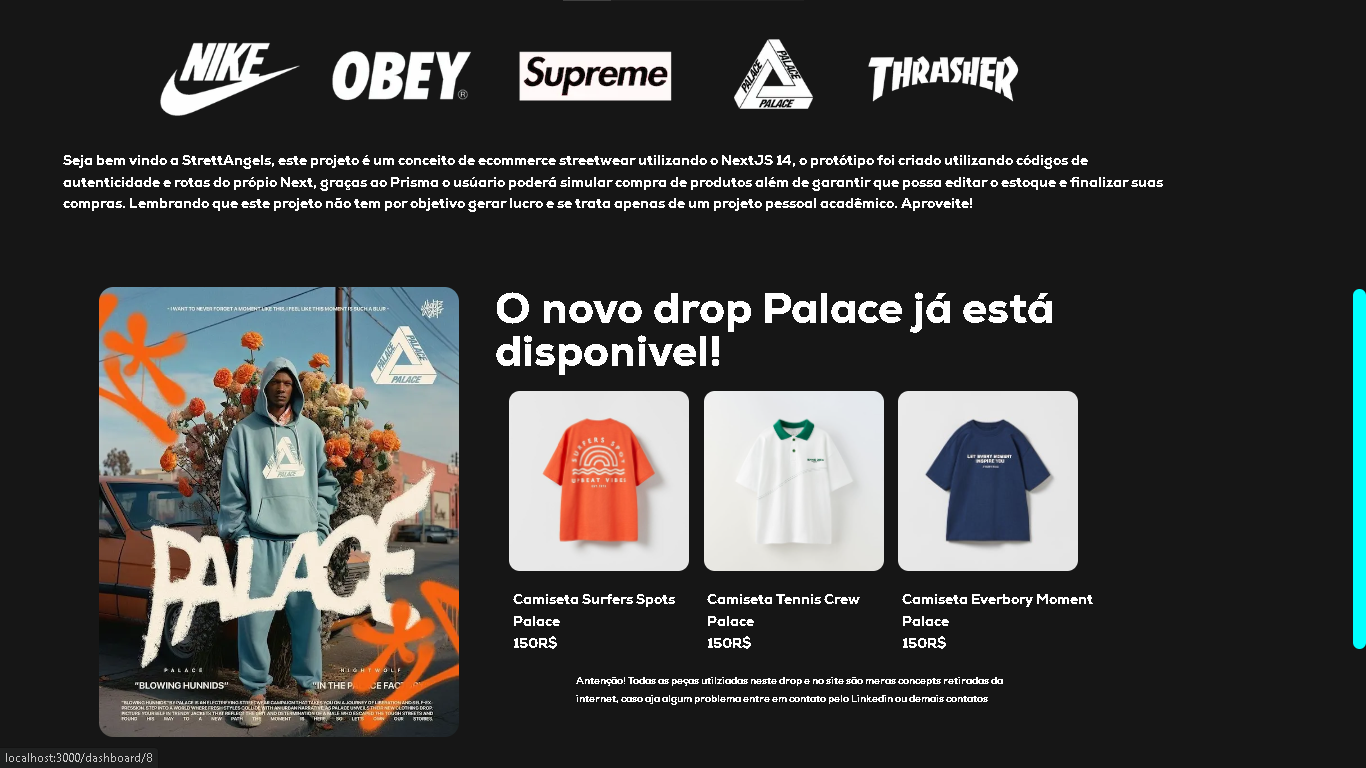 NIKE
OBEY®
Supreme
PALACE PALACE PALACE
THRASHER
Seja bem vindo a StrettAngels, este projeto é um conceito de ecommerce streetwear utilizando o NextJS 14, o protótipo foi criado utilizando códigos de
autenticidade e rotas do própio Next, graças ao Prisma o usúario poderá simular compra de produtos além de garantir que possa editar o estoque e finalizar suas
compras. Lembrando que este projeto não tem por objetivo gerar lucro e se trata apenas de um projeto pessoal acadêmico. Aproveite!
- I WANT TO NEVER FORGET A MOMENT LIKE THIS, I FEEL LIKE THIS MOMENT IS SUCH A BLUR -
PALACE PALACE PALACE
PALACE
PALACE
PALACE
NIGHTWOLF
“BLOWING HUNNIDS”
“IN THE PALACE
O novo drop Palace já está
disponivel!
SURFERS SPOT
UPBEAT VIBES
LET EVERY MOMENT
INSPIRE YOU
Camiseta Surfers Spots
Palace
150R$
Camiseta Tennis Crew
Palace
150R$
Camiseta Everbory Moment
Palace
150R$
Antenção! Todas as peças utiliziadas neste drop e no site são meras concepts retiradas da
internet, caso aja algum problema entre em contato pelo Linkedin ou demais contatos
localhost:3000/dashboard/8